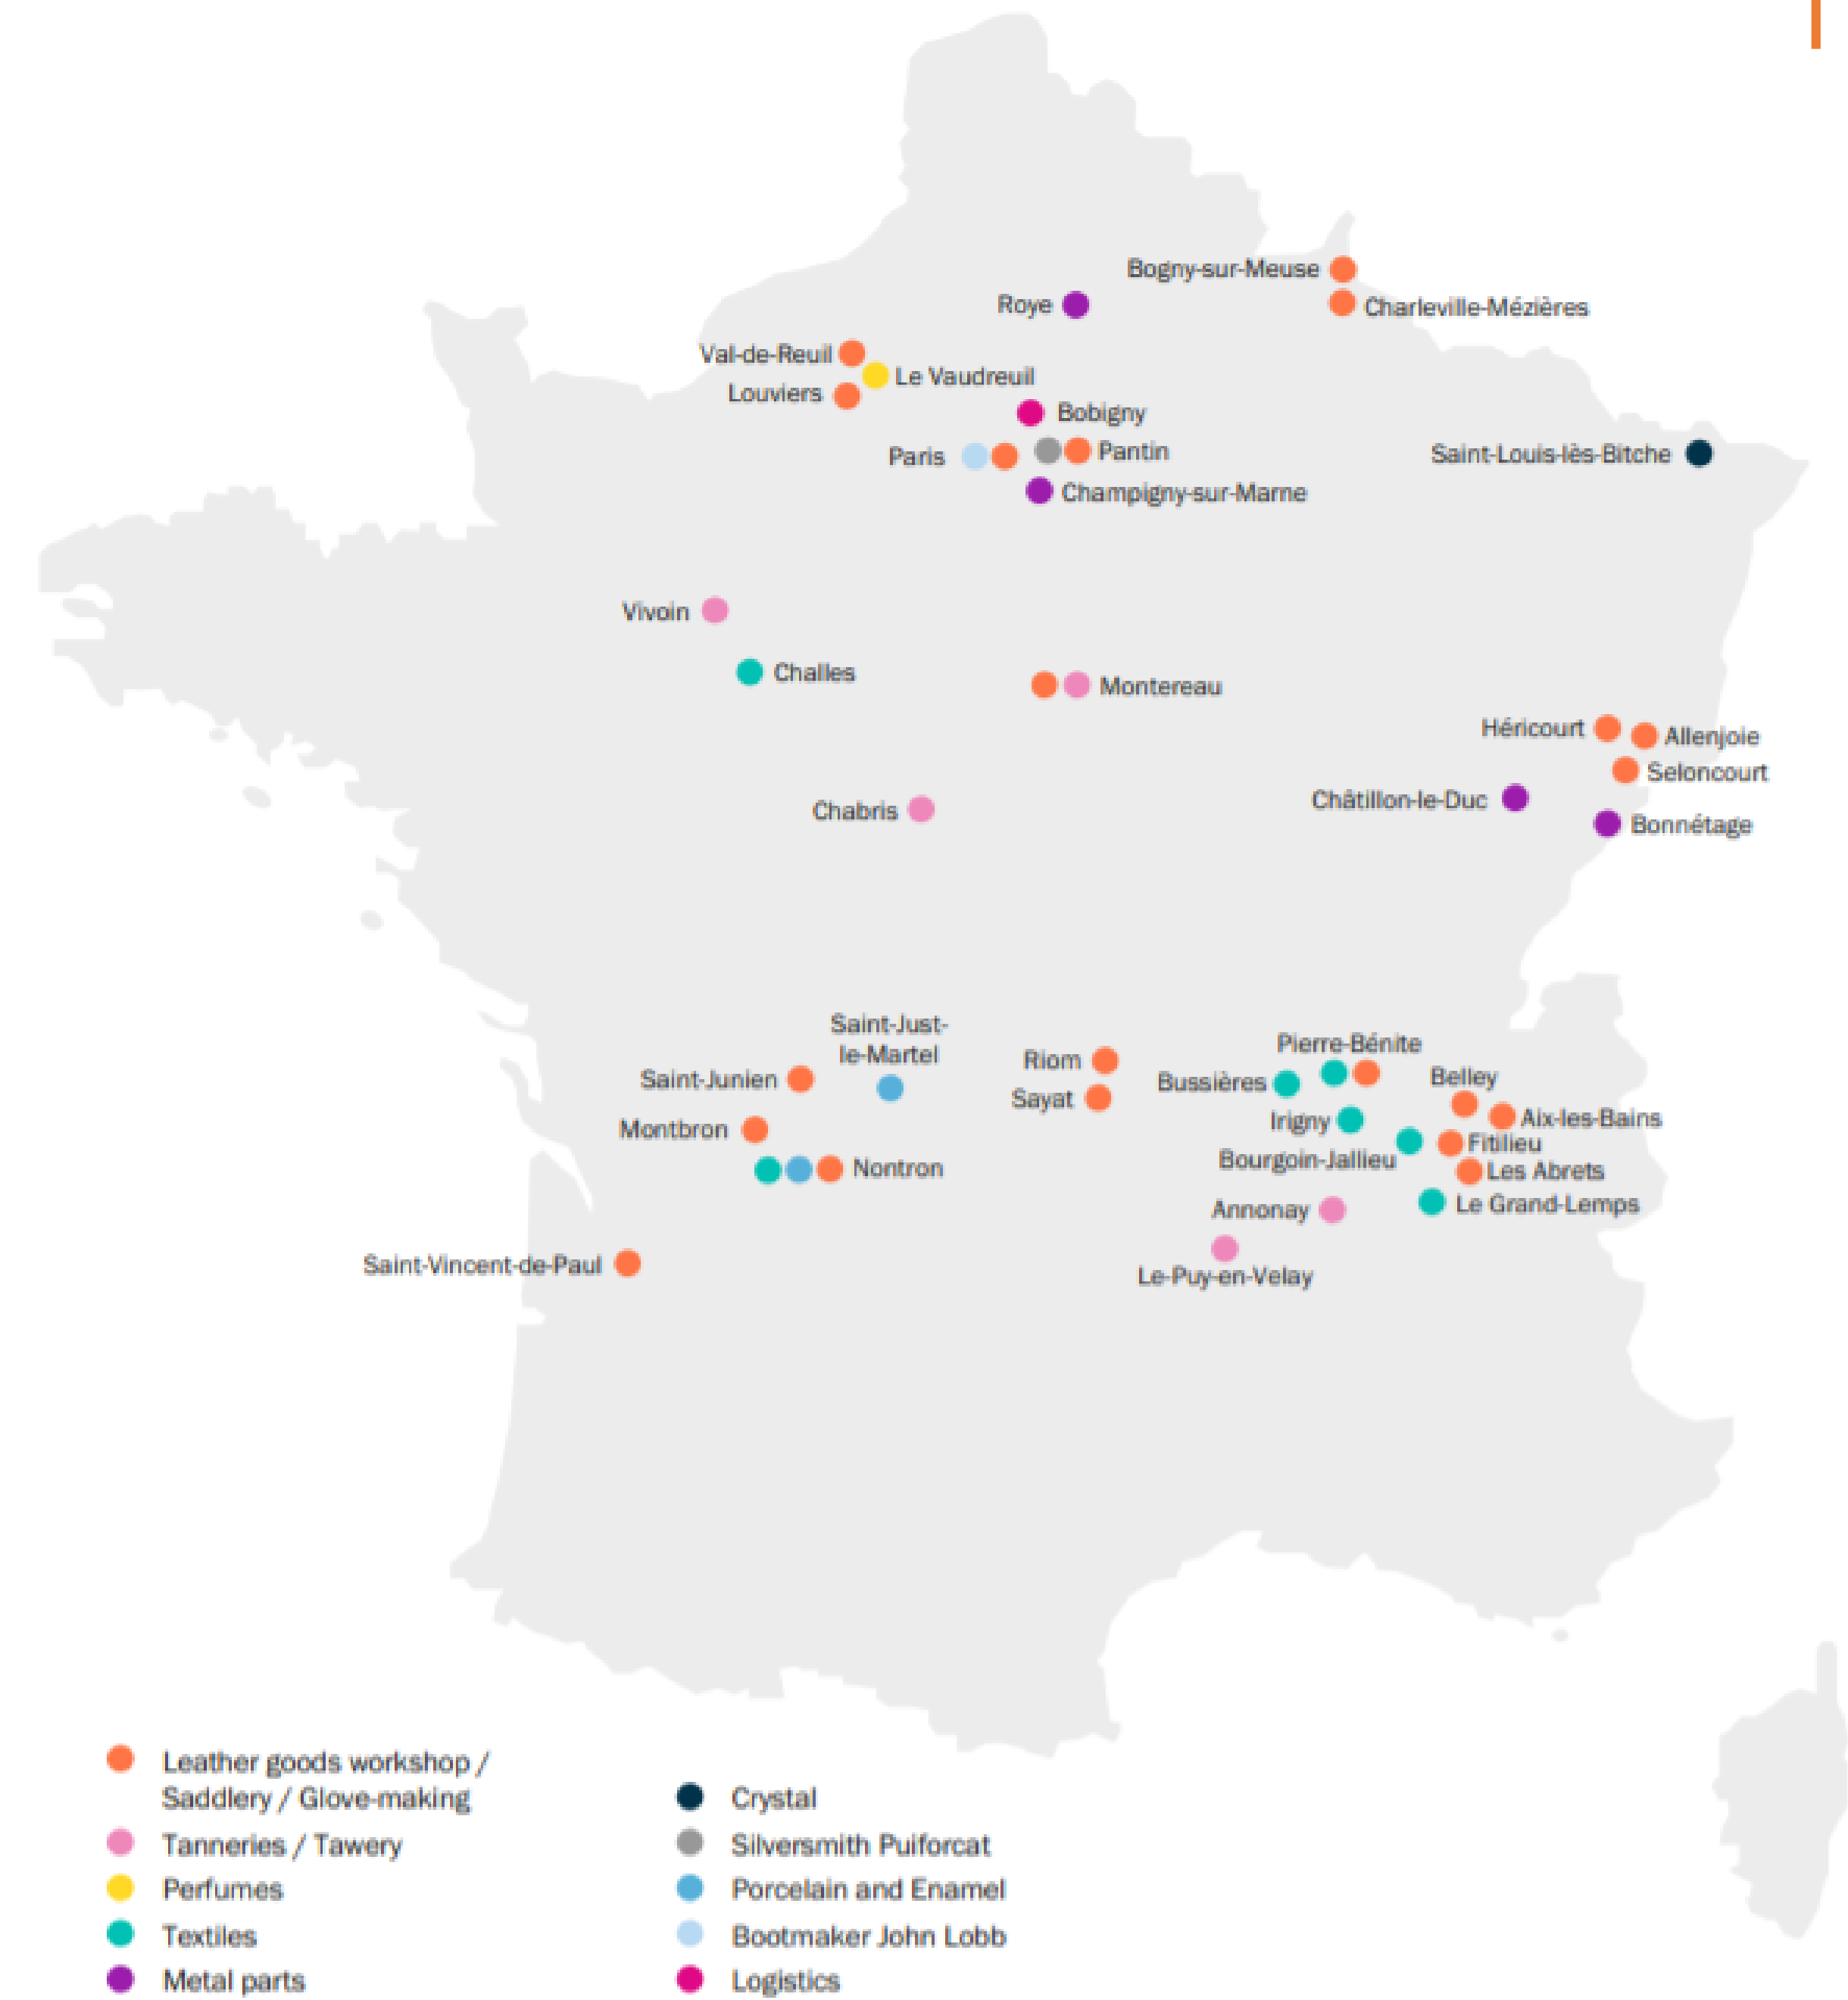 Bogny-sur-Meuse
Roye
Charleville-Mézières
Val-de-Reuil
Le Vaudreuil
Louviers
Bobigny
Paris
Pantin
Saint-Louis-lès-Bitche
Champigny-sur-Marne
Vivoin
Challes
Montereau
Héricourt
Allenjoie
Seloncourt
Châtillon-le-Duc
Chabris
Bonnétage
Saint-Just-
le-Martel
Pierre-Bénite
Riom
Saint-Junien
Bussières
Belley
Sayat
Irigny
Aix-les-Bains
Montbron
Fitilieu
Bourgoin-Jallieu
Nontron
Les Abrets
Annonay
Le Grand-Lemps
Saint-Vincent-de-Paul
Le-Puy-en-Velay
Leather goods workshop /
Saddlery / Glove-making
Tanneries / Tawery
Perfumes
Textiles
Metal parts
Crystal
Silversmith Puiforcat
Porcelain and Enamel
Bootmaker John Lobb
Logistics